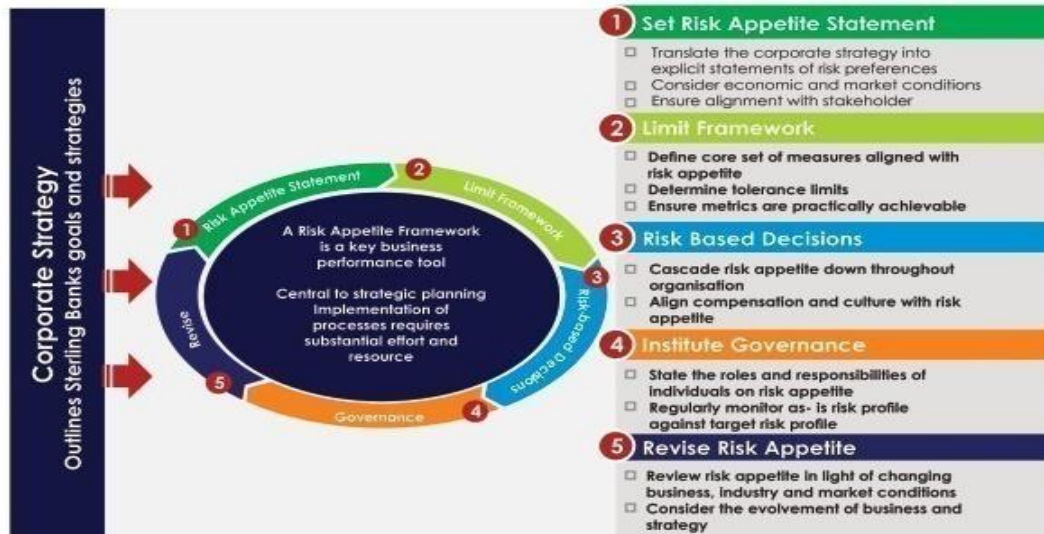 Corporate Strategy
Outlines Sterling Banks goals and strategies
1
Risk Appetite Statement
2
Limit Framework
3
Risk-based Decisions
4
Governance
5
Revise
A Risk Appetite Framework
is a key business
performance tool
Central to strategic planning
Implementation of
processes requires
substantial effort and
resource
1 Set Risk Appetite Statement
Translate the corporate strategy into
explicit statements of risk preferences
Consider economic and market conditions
Ensure alignment with stakeholder
2 Limit Framework
Define core set of measures aligned with
risk appetite
Determine tolerance limits
Ensure metrics are practically achievable
3 Risk Based Decisions
Cascade risk appetite down throughout
organisation
Align compensation and culture with risk
appetite
4 Institute Governance
State the roles and responsibilities of
individuals on risk appetite
Regularly monitor as- is risk profile
against target risk profile
5 Revise Risk Appetite
Review risk appetite in light of changing
business, industry and market conditions
Consider the evolvement of business and
strategy